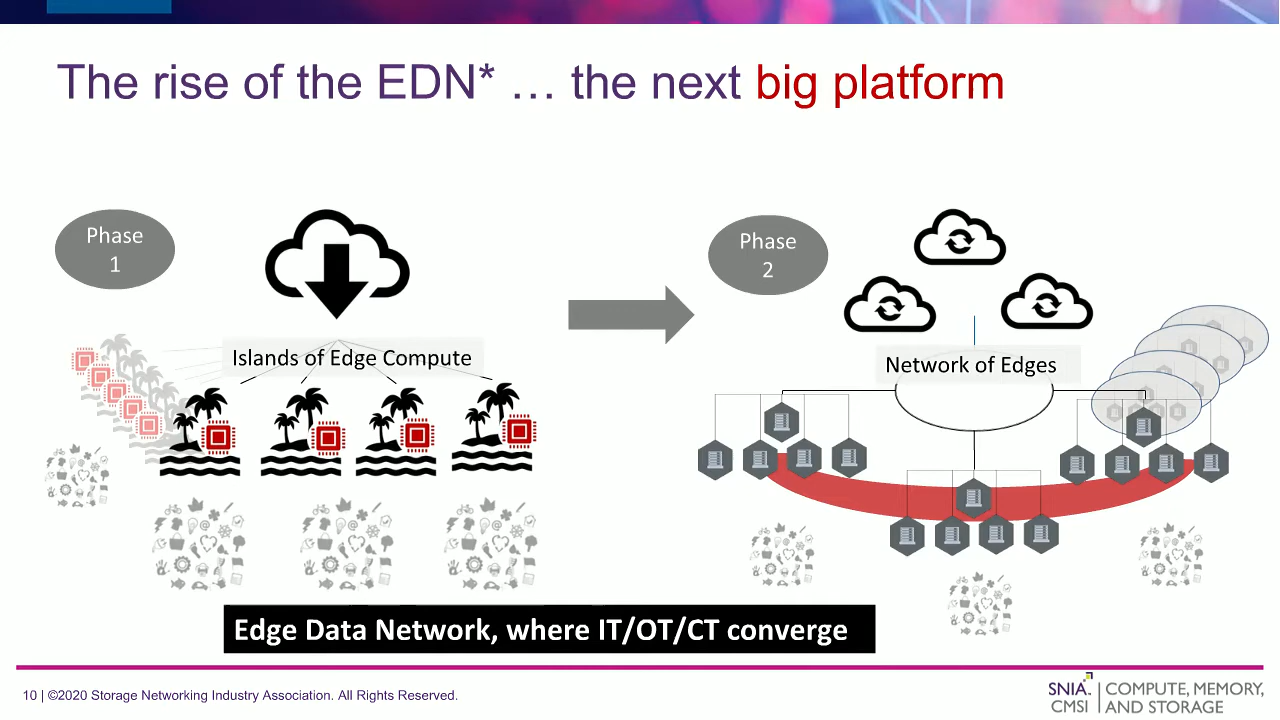 The rise of the EDN* … the next big platform
Phase
1
Islands of Edge Compute
Phase
2
Network of Edges
Edge Data Network, where IT/OT/CT converge
10 | ©2020 Storage Networking Industry Association. All Rights Reserved.
SNIA.
CMSI
COMPUTE, MEMORY,
AND STORAGE